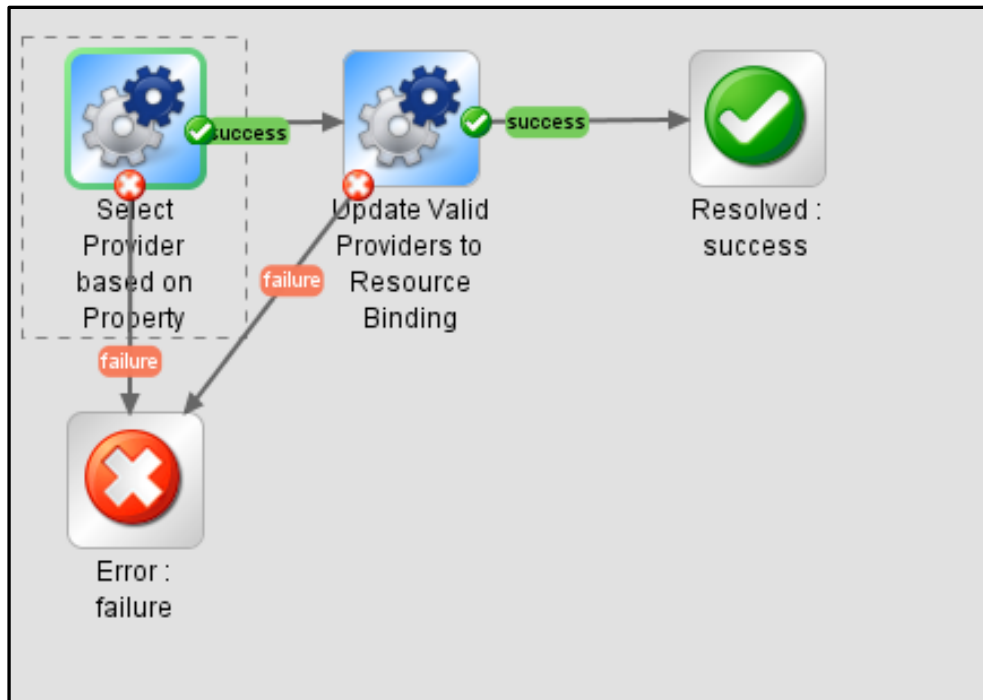 success
success
Select
Provider
based on
Property
Update Valid
Providers to
Resource
Binding
Resolved :
success
failure
failure
Error :
failure